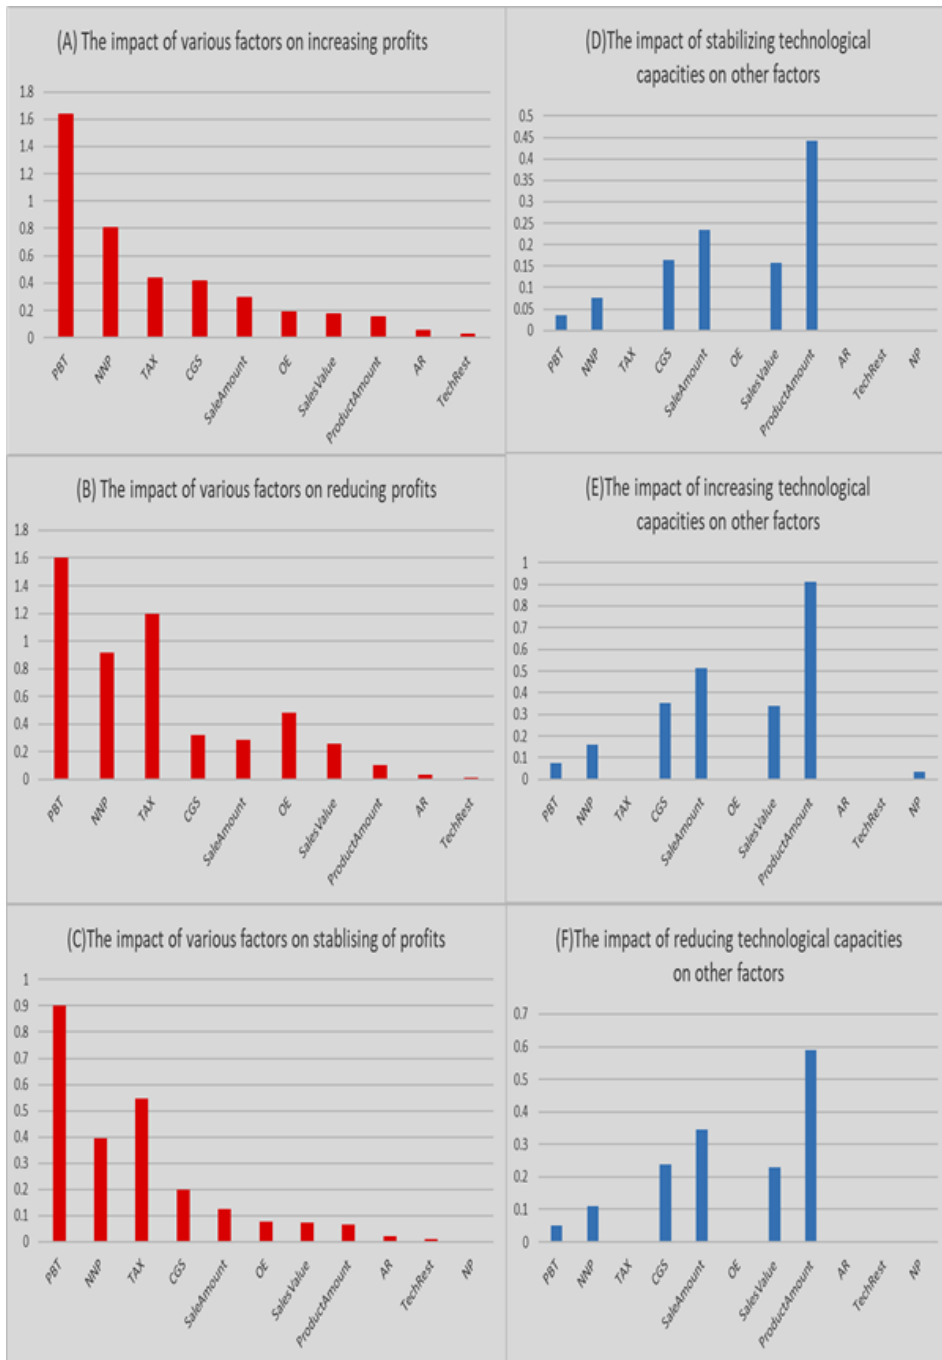 (A) The impact of various factors on increasing profits
1.8
1.6
1.4
1.2
1
0.8
0.6
0.4
0.2
0
PBT
NNP
TAX
CGS
SaleAmount
OE
SalesValue
ProductAmount
AR
TechRest
(D)The impact of stabilizing technological
capacities on other factors
0.5
0.45
0.4
0.35
0.3
0.25
0.2
0.15
0.1
0.05
0
PBT
NNP
TAX
CGS
SaleAmount
OE
SalesValue
ProductAmount
AR
TechRest
NP
(B) The impact of various factors on reducing profits
1.8
1.6
1.4
1.2
1
0.8
0.6
0.4
0.2
0
PBT
NNP
TAX
CGS
SaleAmount
OE
SalesValue
ProductAmount
AR
TechRest
(E)The impact of increasing technological
capacities on other factors
1
0.9
0.8
0.7
0.6
0.5
0.4
0.3
0.2
0.1
0
PBT
NNP
TAX
CGS
SaleAmount
OE
SalesValue
ProductAmount
AR
TechRest
NP
(C)The impact of various factors on stablising of profits
1
0.9
0.8
0.7
0.6
0.5
0.4
0.3
0.2
0.1
0
PBT
NNP
TAX
CGS
SaleAmount
OE
SalesValue
ProductAmount
AR
TechRest
NP
(F)The impact of reducing technological capacities
on other factors
0.7
0.6
0.5
0.4
0.3
0.2
0.1
0
PBT
NNP
TAX
CGS
SaleAmount
OE
SalesValue
ProductAmount
AR
TechRest
NP